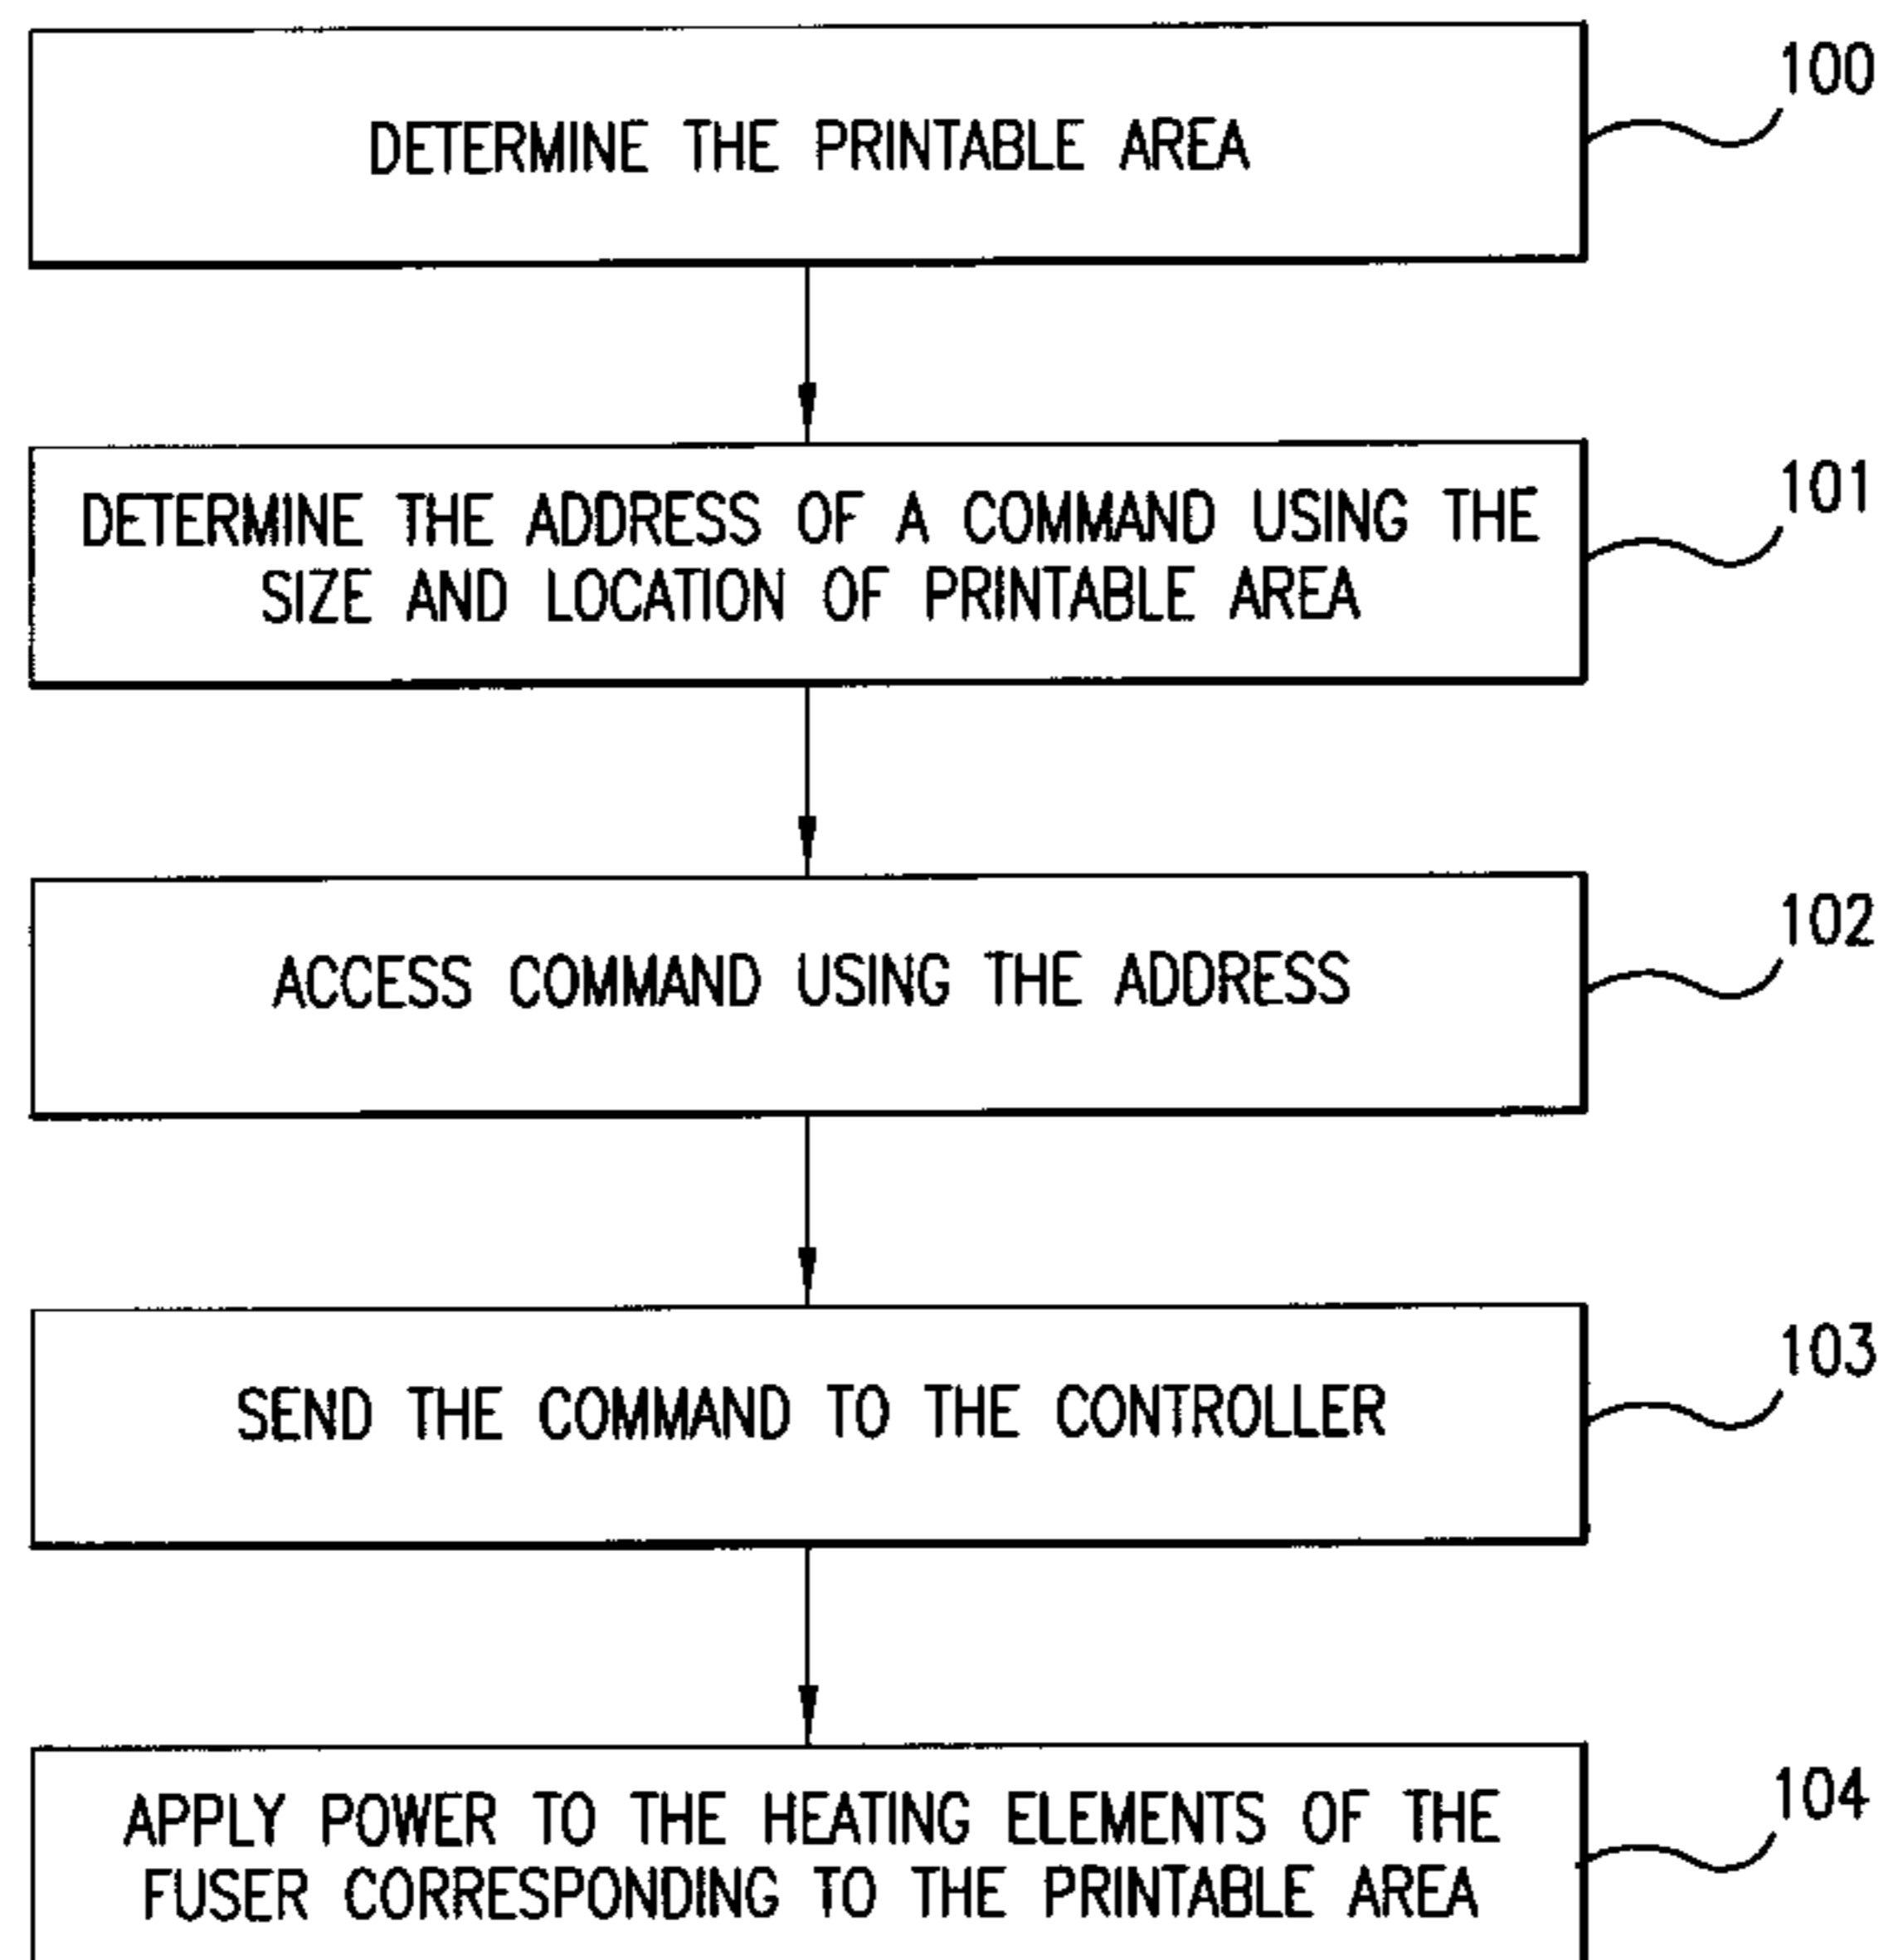 DETERMINE THE PRINTABLE AREA
100
DETERMINE THE ADDRESS OF A COMMAND USING THE
SIZE AND LOCATION OF PRINTABLE AREA
101
ACCESS COMMAND USING THE ADDRESS
102
SEND THE COMMAND TO THE CONTROLLER
103
APPLY POWER TO THE HEATING ELEMENTS OF THE
FUSER CORRESPONDING TO THE PRINTABLE AREA
104